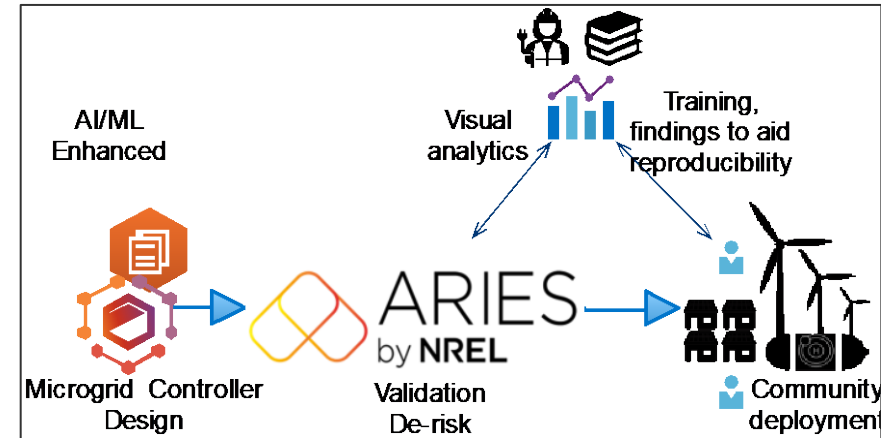 AI/ML
Enhanced
Visual
analytics
Training,
findings to aid
reproducibility
ARIES
by NREL
Microgrid Controller
Design
Validation
De-risk
Community
deployment